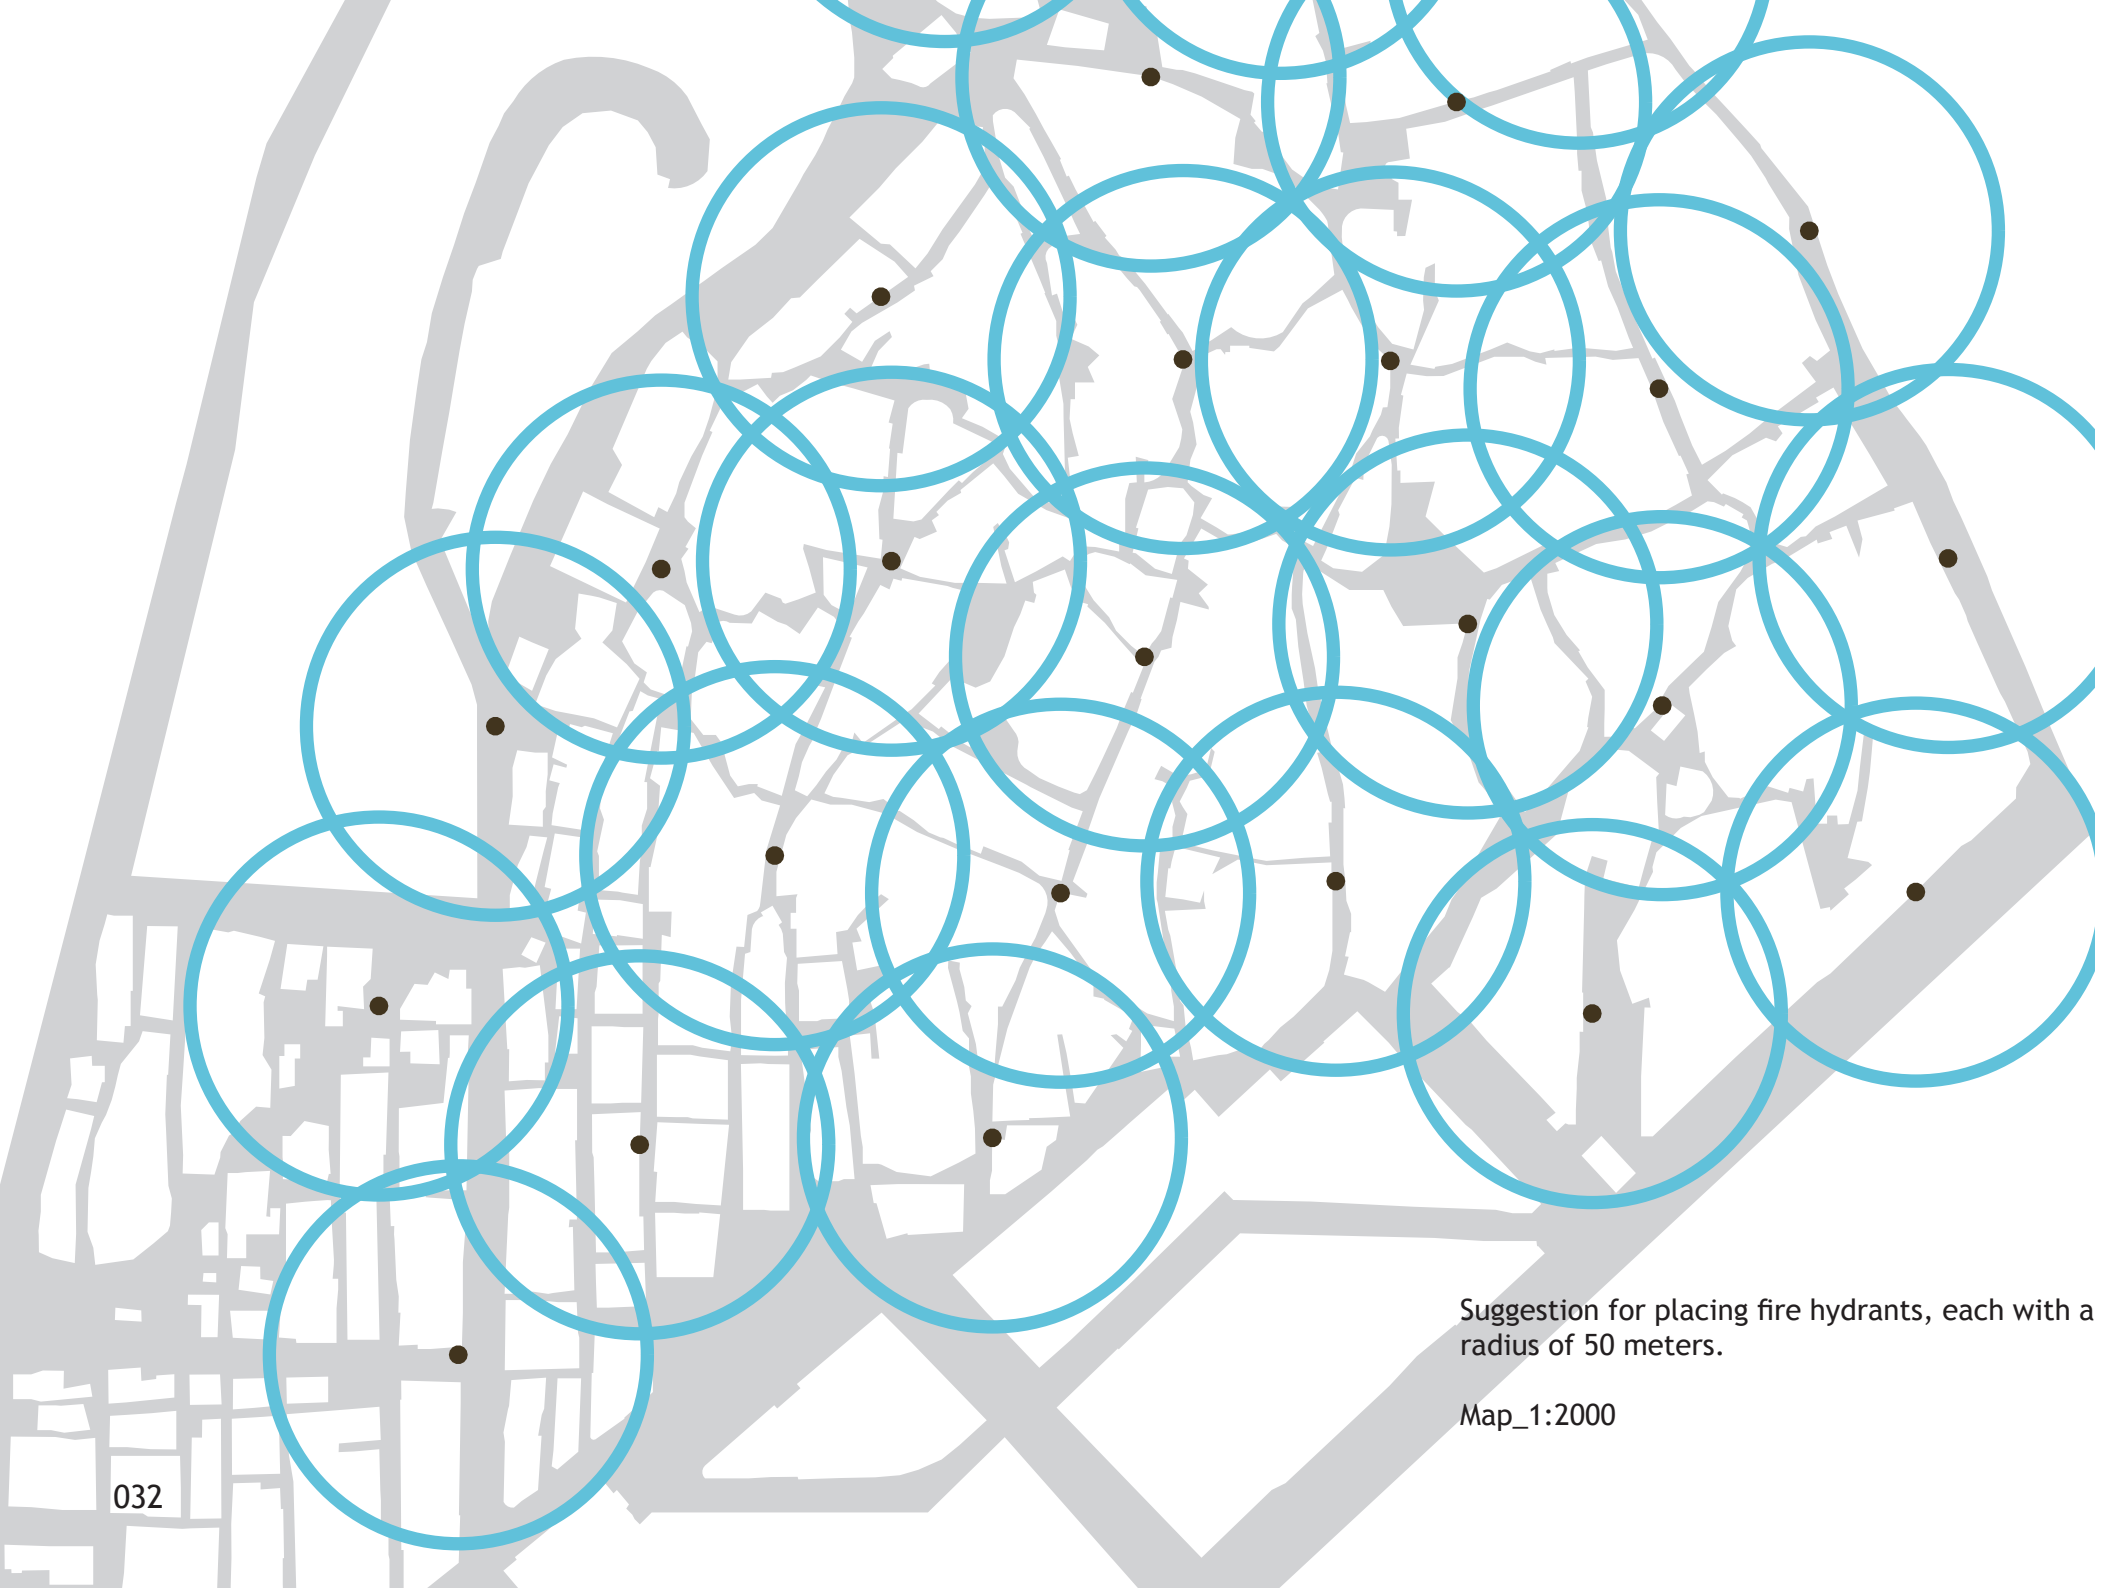 Suggestion for placing fire hydrants, each with a
radius of 50 meters.
Map_1:2000
032